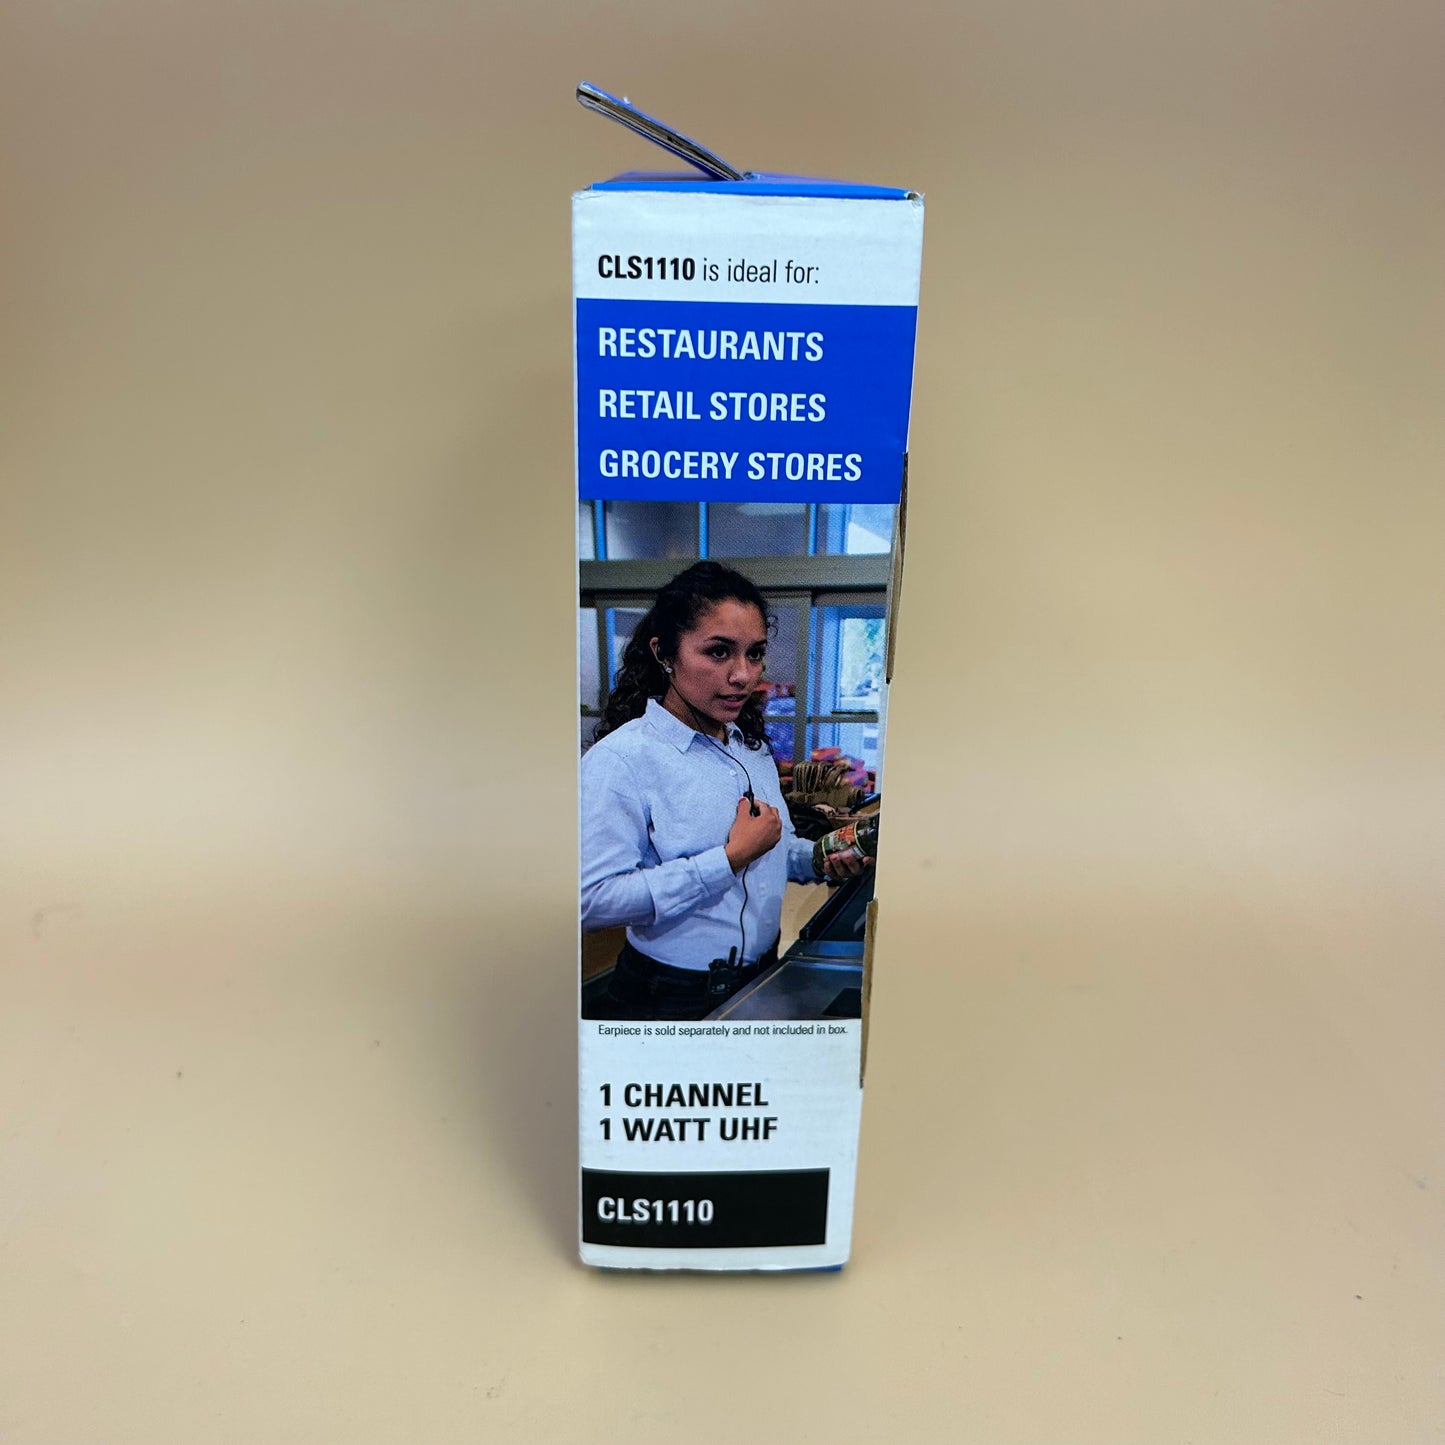 CLS1110 is ideal for:
RESTAURANTS
RETAIL STORES
GROCERY STORES
Earpiece is sold separately and not included in box.
1 CHANNEL
1 WATT UHF
CLS1110